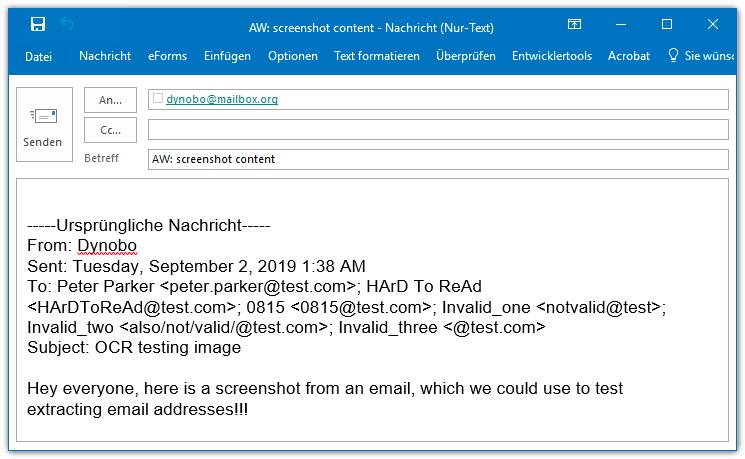 AW: screenshot content - Nachricht (Nur-Text)
Datei Nachricht eForms Einfügen Optionen Text formatieren Überprüfen Entwicklertools Acrobat Sie wünsc
Senden
An...
dynobo@mailbox.org
Cc...
Betreff
AW: screenshot content
-----Ursprüngliche Nachricht-----
From: Dynobo
Sent: Tuesday, September 2, 2019 1:38 AM
To: Peter Parker <peter.parker@test.com>; HArD To ReAd
<HArDToReAd@test.com>; 0815 <0815@test.com>; Invalid_one <notvalid@test>;
Invalid_two <also/not/valid/@test.com>; Invalid_three <@test.com>
Subject: OCR testing image
Hey everyone, here is a screenshot from an email, which we could use to test
extracting email addresses!!!